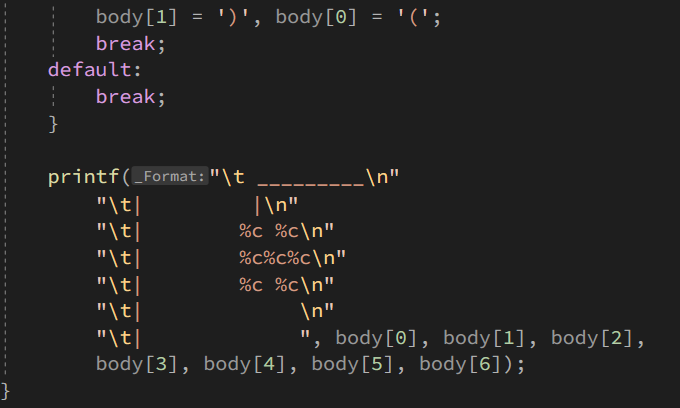 body[1] = ')', body[0] = '(';
        break;
    default:
        break;
    }

    printf(_Format:"\t _________\n"
        "\t|         |\n"
        "\t|        %c %c\n"
        "\t|        %c%c%c\n"
        "\t|        %c %c\n"
        "\t|             \n"
        "\t|             ", body[0], body[1], body[2],
        body[3], body[4], body[5], body[6]);
}